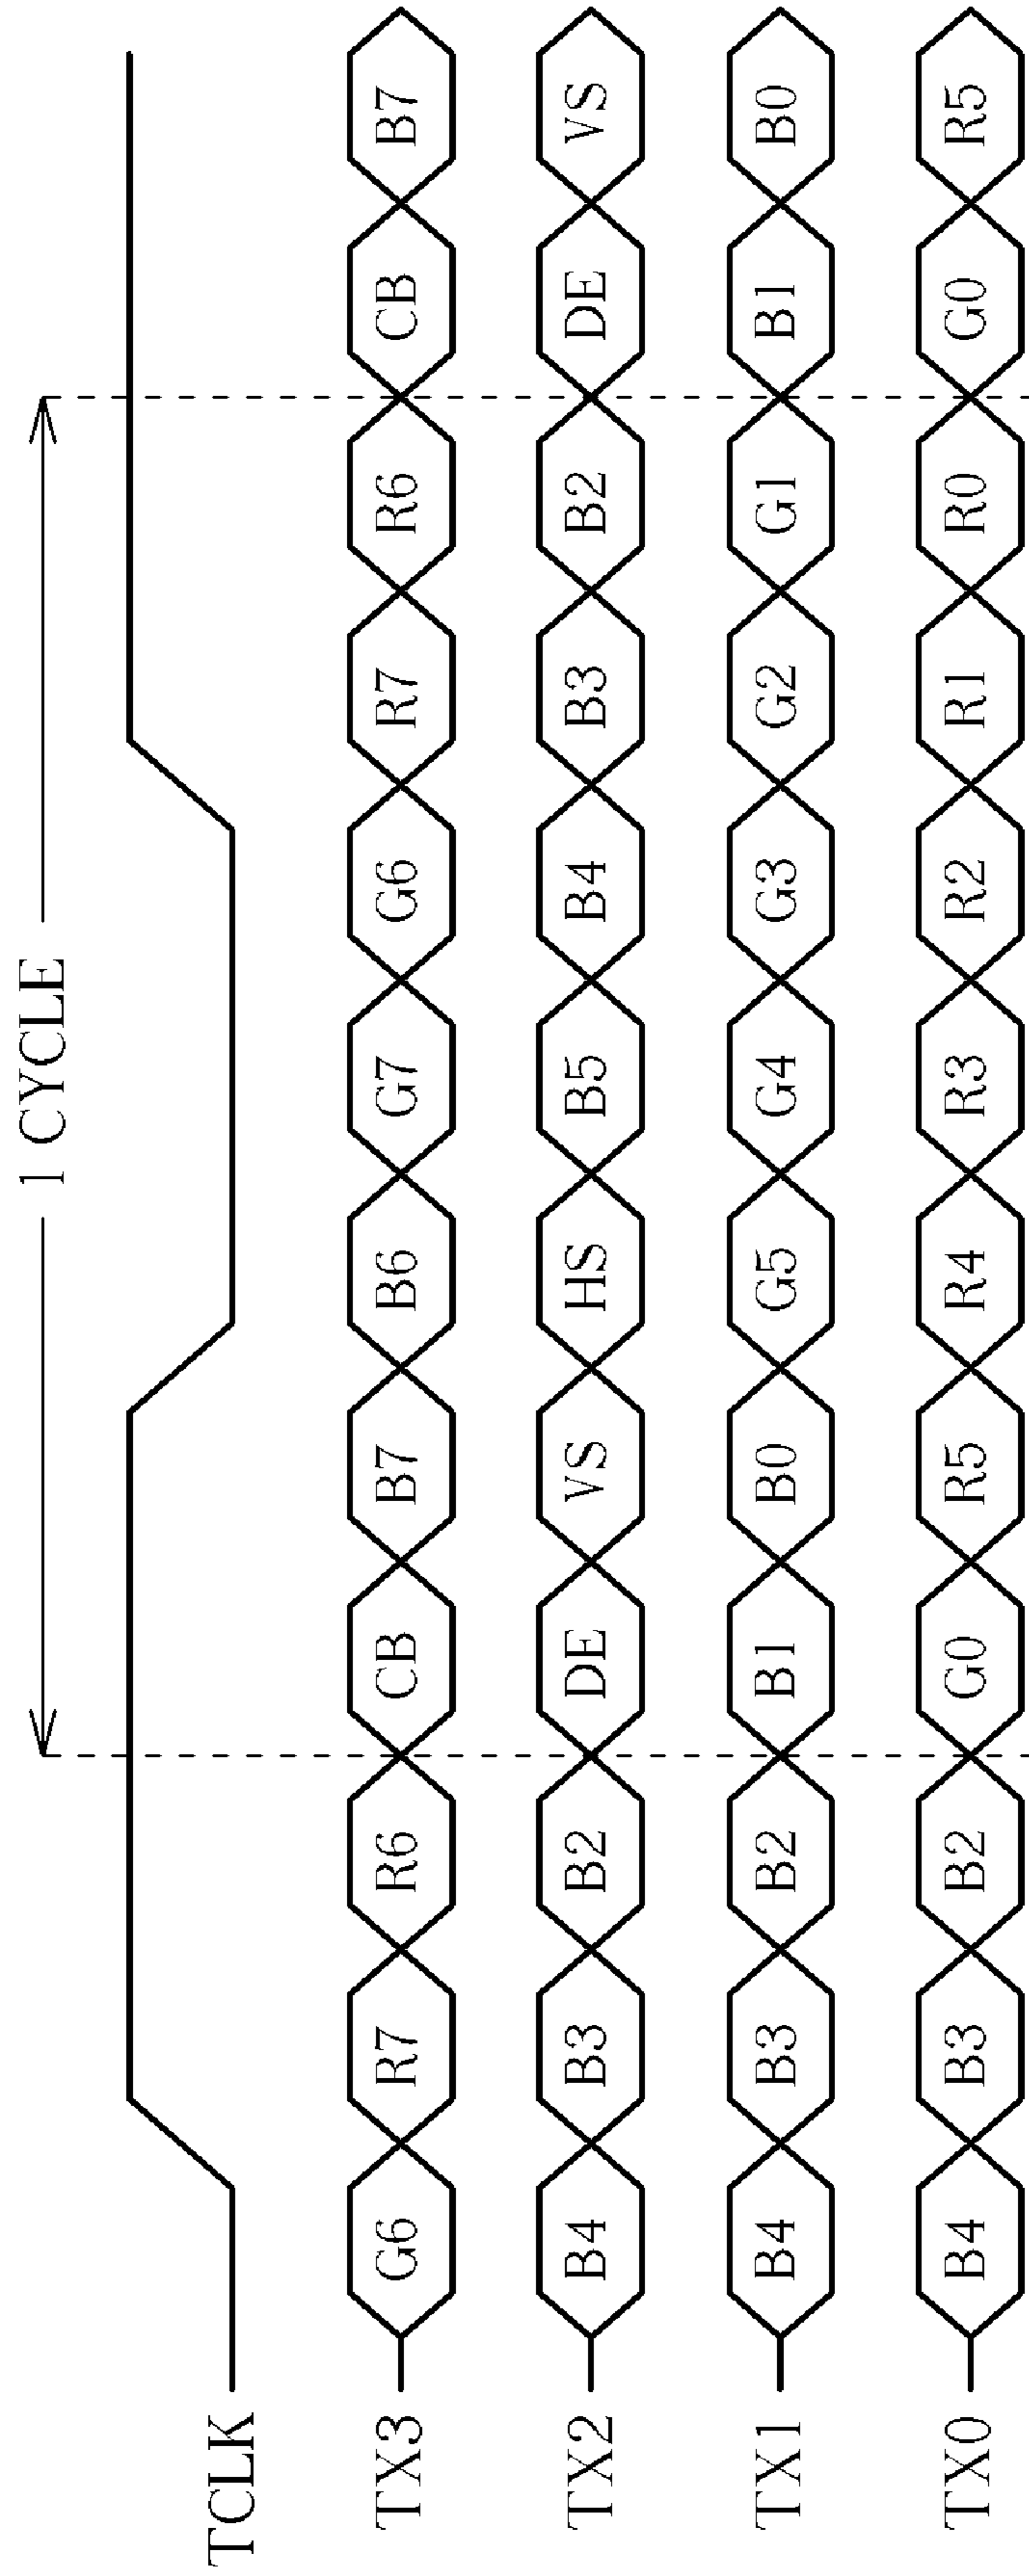 1 CYCLE
TCLK
TX3 G6 R7 R6 CB B7 B6 G7 G6 R7 R6 CB B7
TX2 B4 B3 B2 DE VS HS B5 B4 B3 B2 DE VS
TX1 B4 B3 B2 B1 B0 G5 G4 G3 G2 G1 B1 B0
TX0 B4 B3 B2 G0 R5 R4 R3 R2 R1 R0 G0 R5